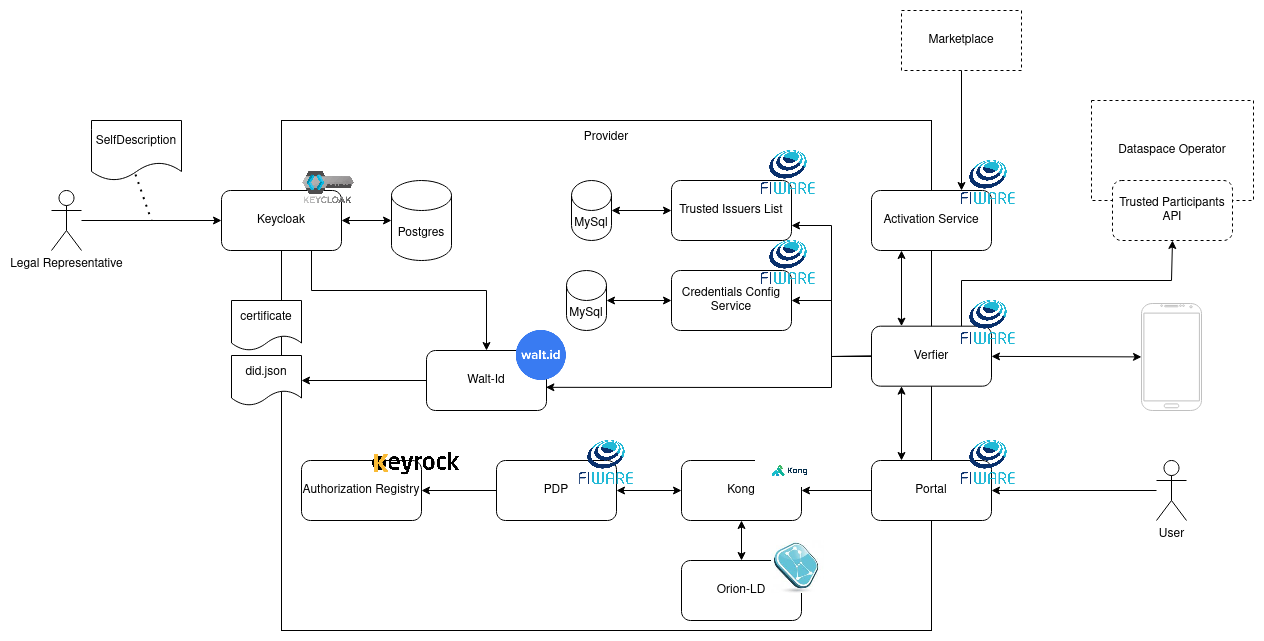 Marketplace
Provider
SelfDescription
Dataspace Operator
FIWARE
FIWARE
KEYCLOAK
Keycloak
Trusted Issuers List
Activation Service
Trusted Participants
API
MySql
Postgres
Legal Representative
FIWARE
Credentials Config
Service
MySql
certificate
FIWARE
walt.id
Verfier
did.json
Walt-Id
keyrock
FIWARE
Kong
FIWARE
Authorization Registry
PDP
Kong
Portal
User
Orion-LD